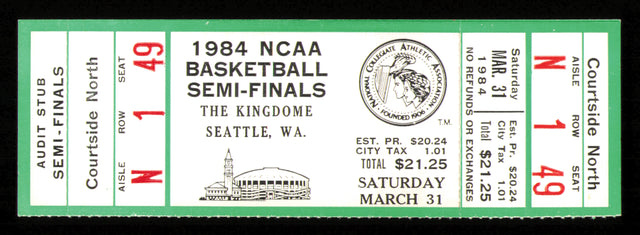 AUDIT STUB
SEMI-FINALS
Courtside North
AISLE ROW SEAT
N 1 49
1984 NCAA
BASKETBALL
SEMI-FINALS
THE KINGDOME
SEATTLE, WA.
NATIONAL COLLEGIATE ATHLETIC ASSOCIATION
FOUNDED 1906
T.M.
EST. PR. $20.24
CITY TAX 1.01
TOTAL $21.25
SATURDAY
MARCH 31
NO REFUNDS OR EXCHANGES
1984
MAR. 31
Saturday
Est. Pr. $20.24
City Tax 1.01
Total $21.25
AISLE ROW SEAT
N 1 49
Courtside North